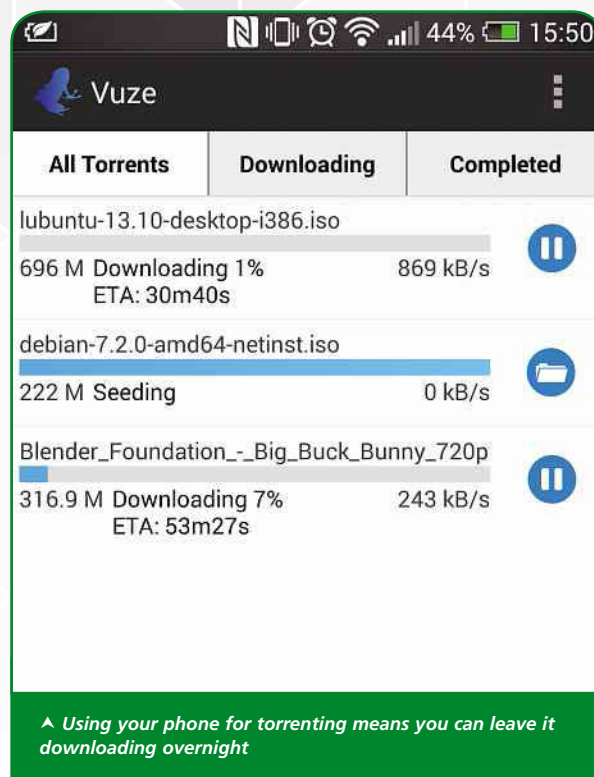 44% 15:50
Vuze
All Torrents Downloading Completed
lubuntu-13.10-desktop-i386.iso
696 M Downloading 1% 869 kB/s
ETA: 30m40s
debian-7.2.0-amd64-netinst.iso
222 M Seeding 0 kB/s
Blender_Foundation_-_Big_Buck_Bunny_720p
316.9 M Downloading 7% 243 kB/s
ETA: 53m27s
Using your phone for torrenting means you can leave it
downloading overnight